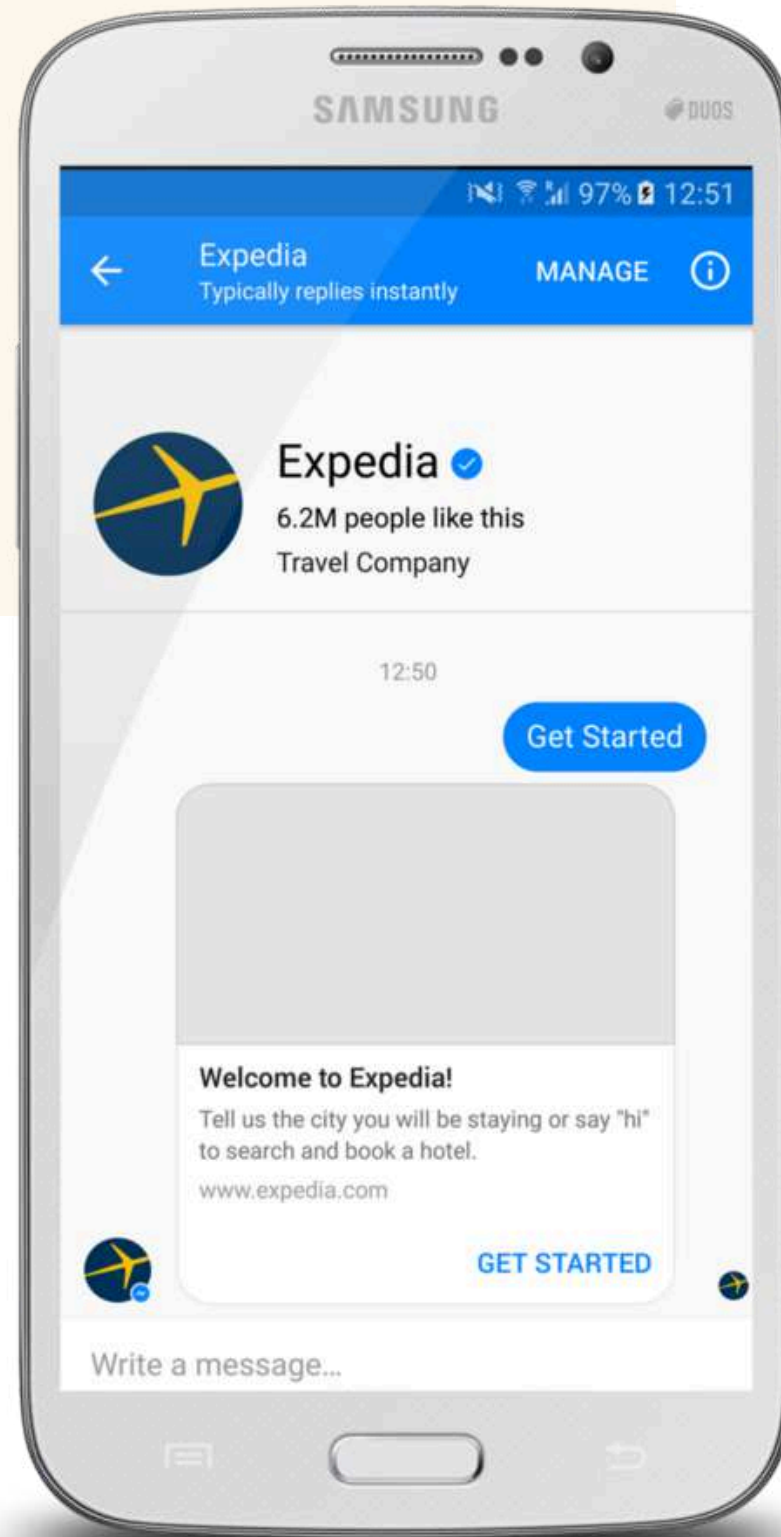 SAMSUNG
DUOS
97% 12:51
Expedia
Typically replies instantly
MANAGE
Expedia
6.2M people like this
Travel Company
12:50
Get Started
Welcome to Expedia!
Tell us the city you will be staying or say "hi"
to search and book a hotel.
www.expedia.com
GET STARTED
Write a message...